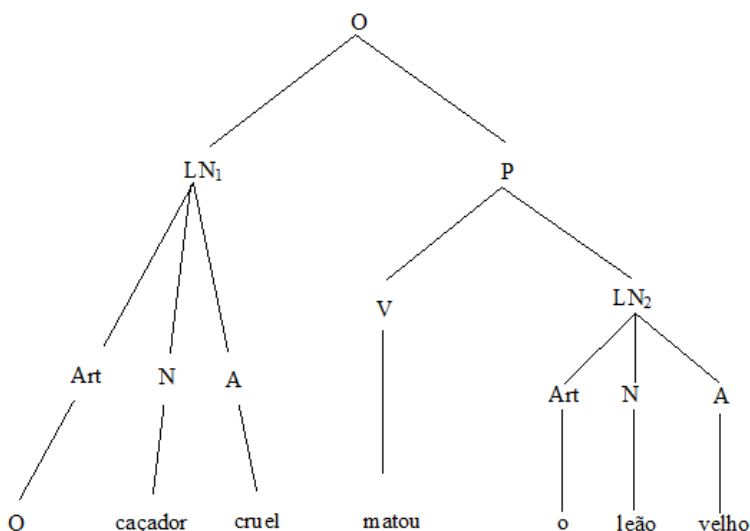 O
LN₁ P
V LN₂
Art N A Art N A
O caçador cruel matou o leão velho